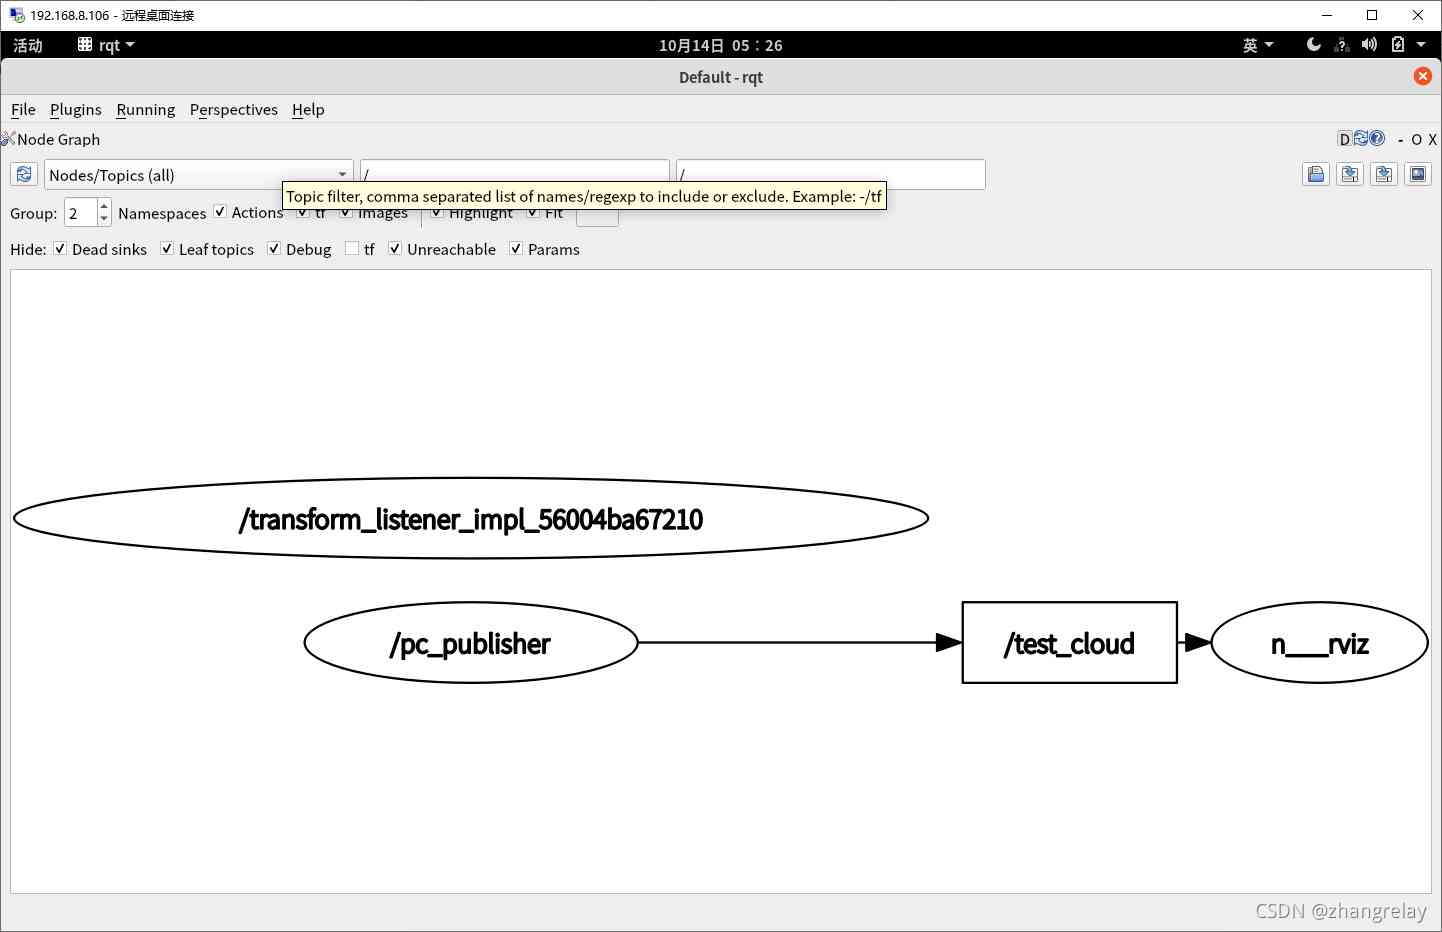 192.168.8.106 - 远程桌面连接
活动 rqt 10月14日 05：26 英
Default - rqt
File Plugins Running Perspectives Help
Node Graph D - O X
Nodes/Topics (all) / /
Topic filter, comma separated list of names/regexp to include or exclude. Example: -/tf
Group: 2 Namespaces Actions tf Images Highlight Fit
Hide: Dead sinks Leaf topics Debug tf Unreachable Params
/transform_listener_impl_56004ba67210
/pc_publisher /test_cloud n___rviz
CSDN @zhangrelay